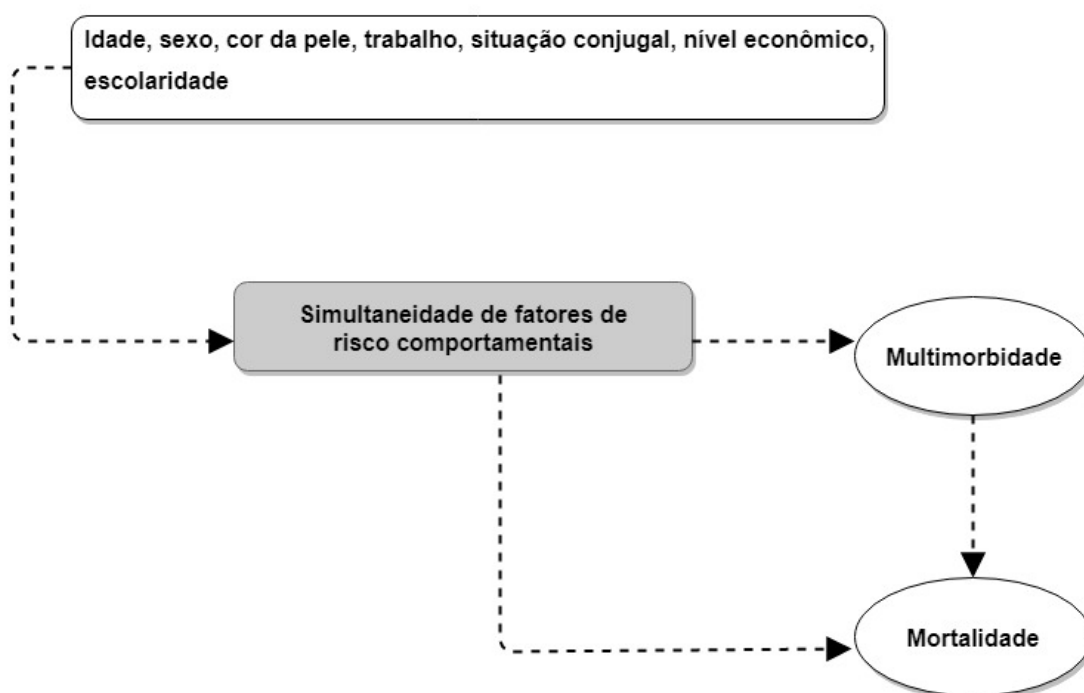 Idade, sexo, cor da pele, trabalho, situação conjugal, nível econômico,
escolaridade
Simultaneidade de fatores de
risco comportamentais
Multimorbidade
Mortalidade